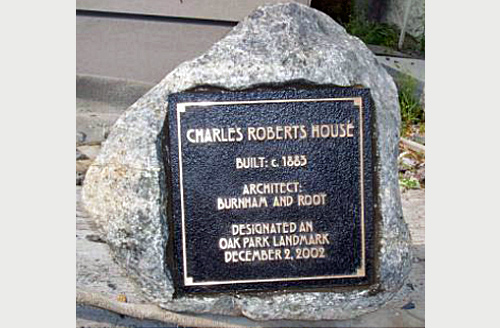 CHARLES ROBERTS HOUSE
BUILT: c. 1883
ARCHITECT:
BURNHAM AND ROOT
DESIGNATED AN
OAK PARK LANDMARK
DECEMBER 2, 2002